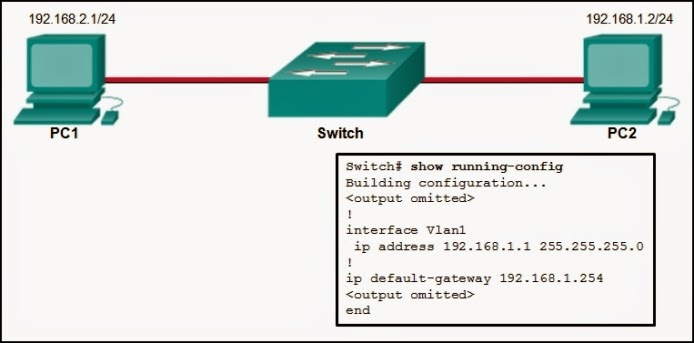 192.168.2.1/24
192.168.1.2/24
PC1
Switch
PC2
Switch# show running-config
Building configuration...
<output omitted>
!
interface Vlan1
 ip address 192.168.1.1 255.255.255.0
!
ip default-gateway 192.168.1.254
<output omitted>
end